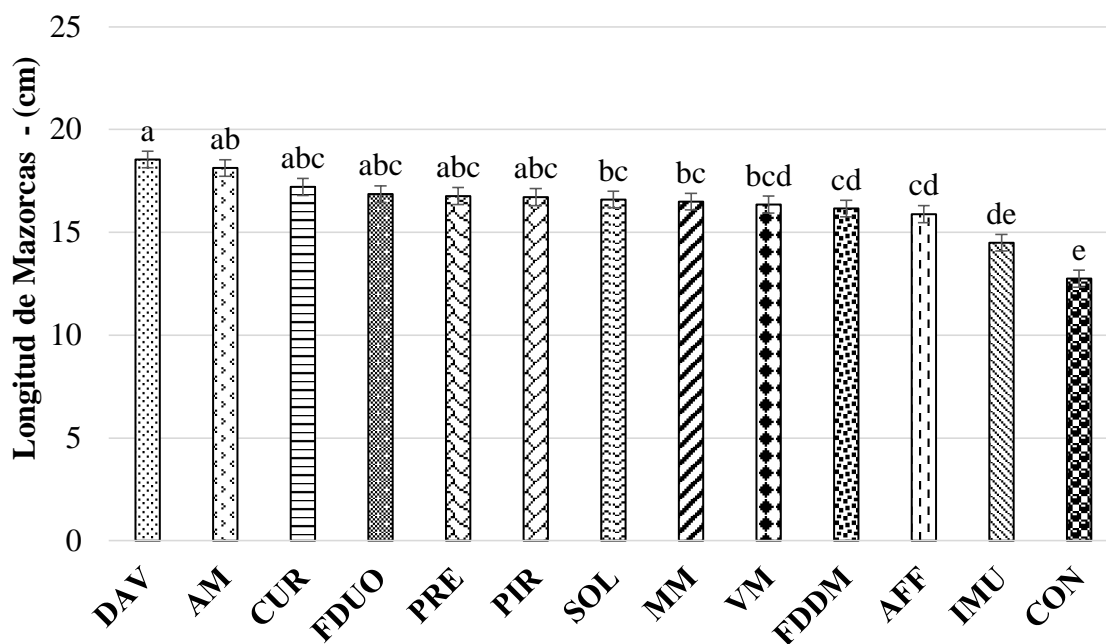 Longitud de Mazorcas - (cm)
25
20
15
10
5
0
a
ab
abc
abc
abc
abc
bc
bc
bcd
cd
cd
de
e
DAV
AM
CUR
FDUO
PRE
PIR
SOL
MM
VM
FDDM
AFF
IMU
CON